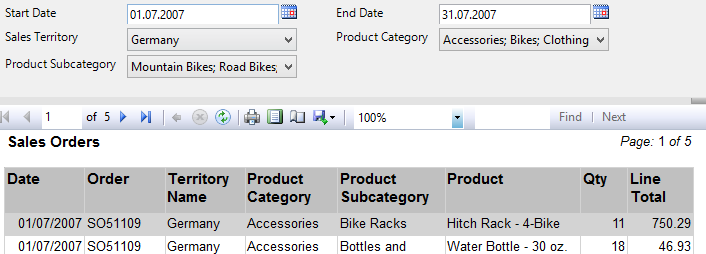 Start Date 01.07.2007 End Date 31.07.2007
Sales Territory Germany Product Category Accessories; Bikes; Clothing
Product Subcategory Mountain Bikes; Road Bikes;
1 of 5 100% Find | Next
Sales Orders Page: 1 of 5
Date Order Territory Name Product Category Product Subcategory Product Qty Line Total
01/07/2007 SO51109 Germany Accessories Bike Racks Hitch Rack - 4-Bike 11 750.29
01/07/2007 SO51109 Germany Accessories Bottles and Water Bottle - 30 oz. 18 46.93